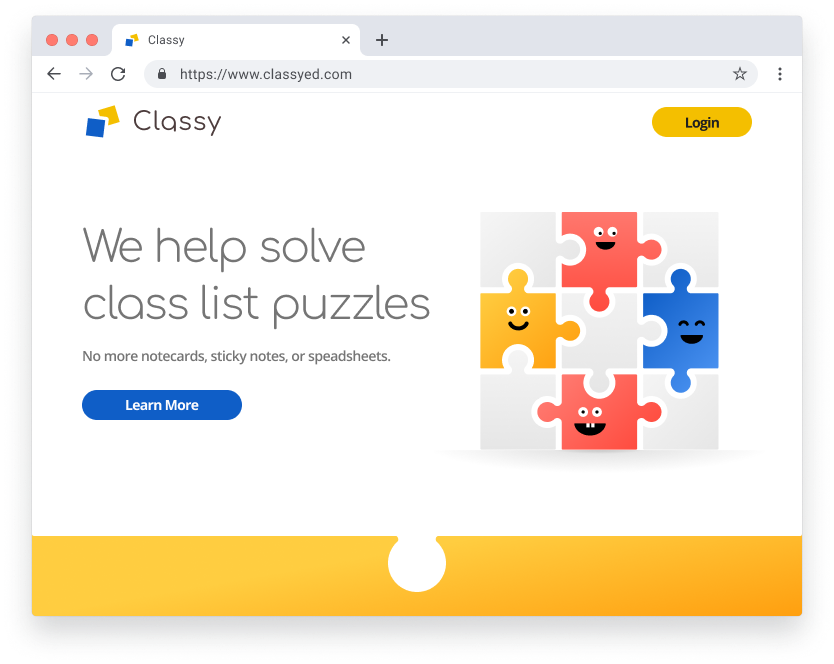 Classy
https://www.classyed.com
Classy
Login
We help solve
class list puzzles
No more notecards, sticky notes, or speadsheets.
Learn More